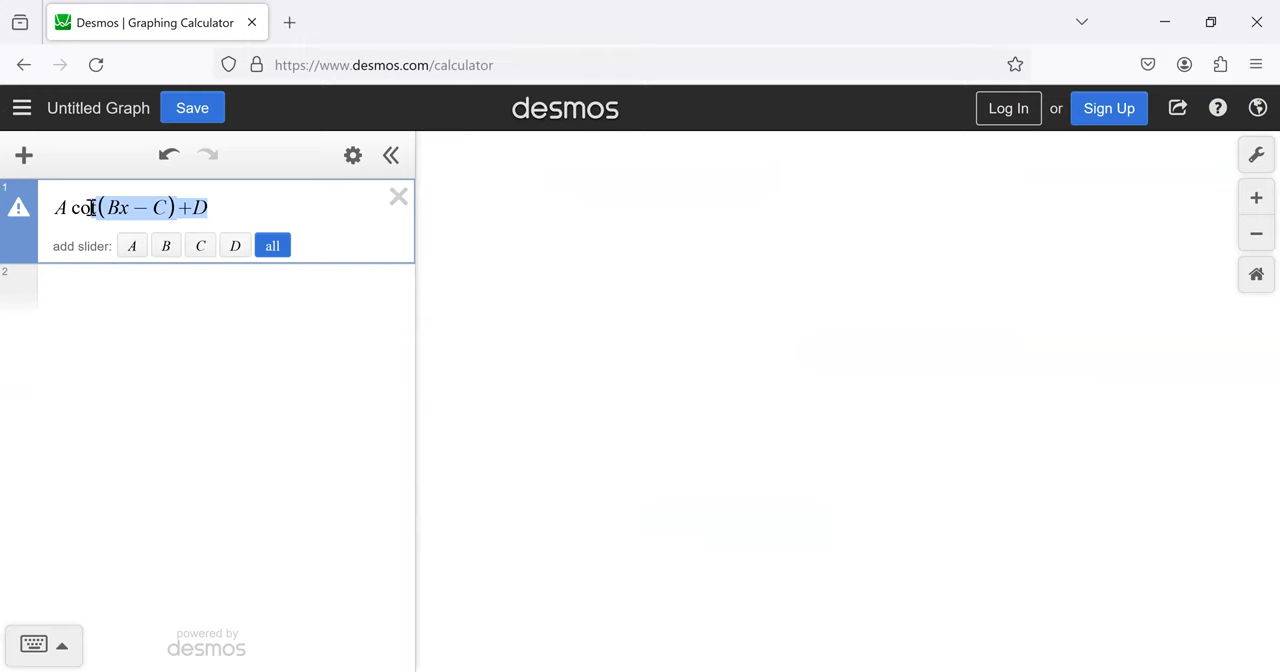 Desmos | Graphing Calculator
https://www.desmos.com/calculator
Untitled Graph Save desmos Log In or Sign Up
1
A cot(Bx − C)+D
add slider: A B C D all
2
powered by
desmos